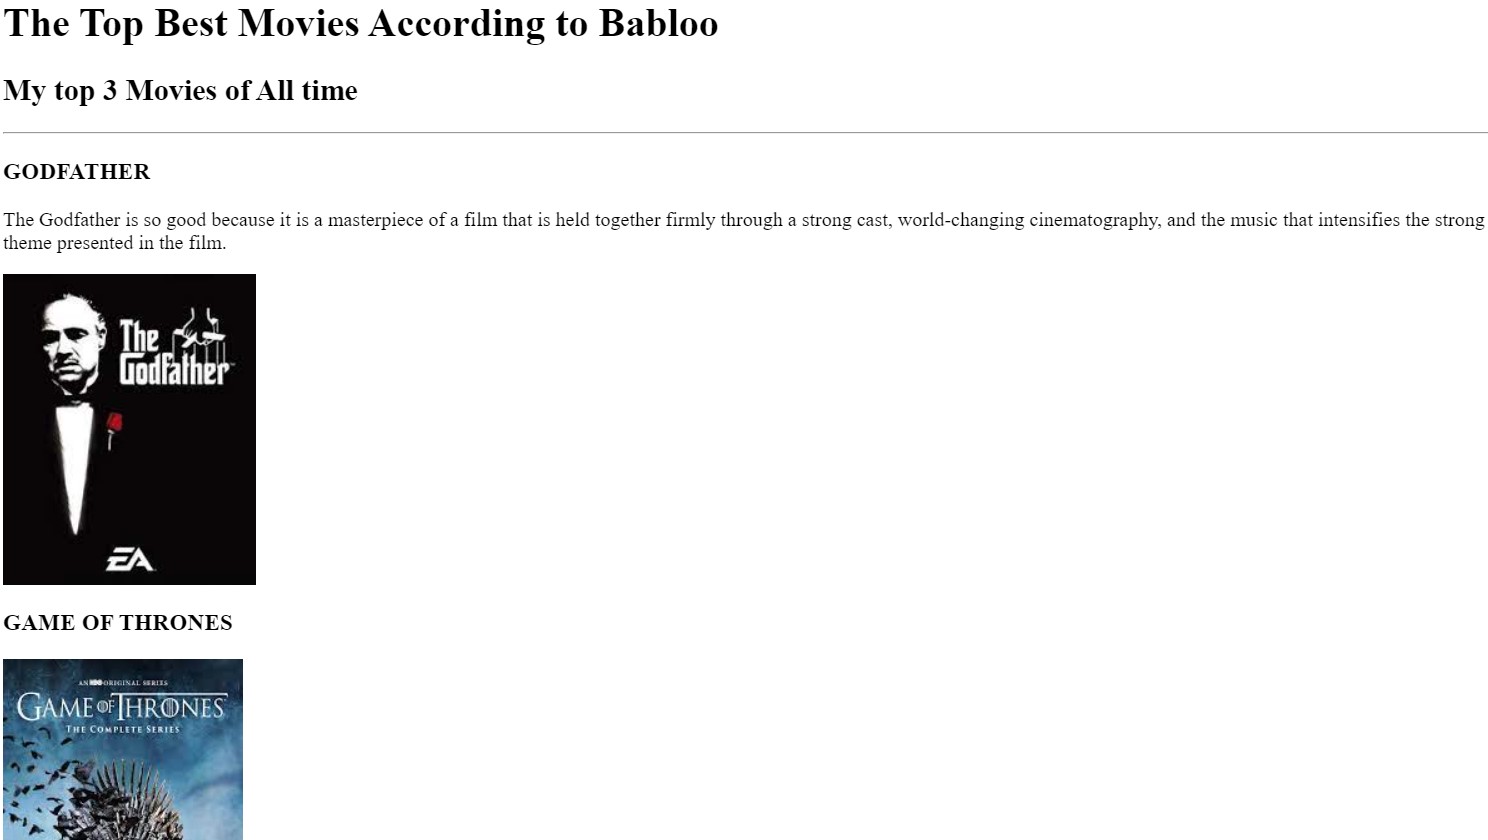 The Top Best Movies According to Babloo
My top 3 Movies of All time
GODFATHER
The Godfather is so good because it is a masterpiece of a film that is held together firmly through a strong cast, world-changing cinematography, and the music that intensifies the strong
theme presented in the film.
The
Godfather
EA
GAME OF THRONES
AN HBO ORIGINAL SERIES
GAME OF THRONES
THE COMPLETE SERIES